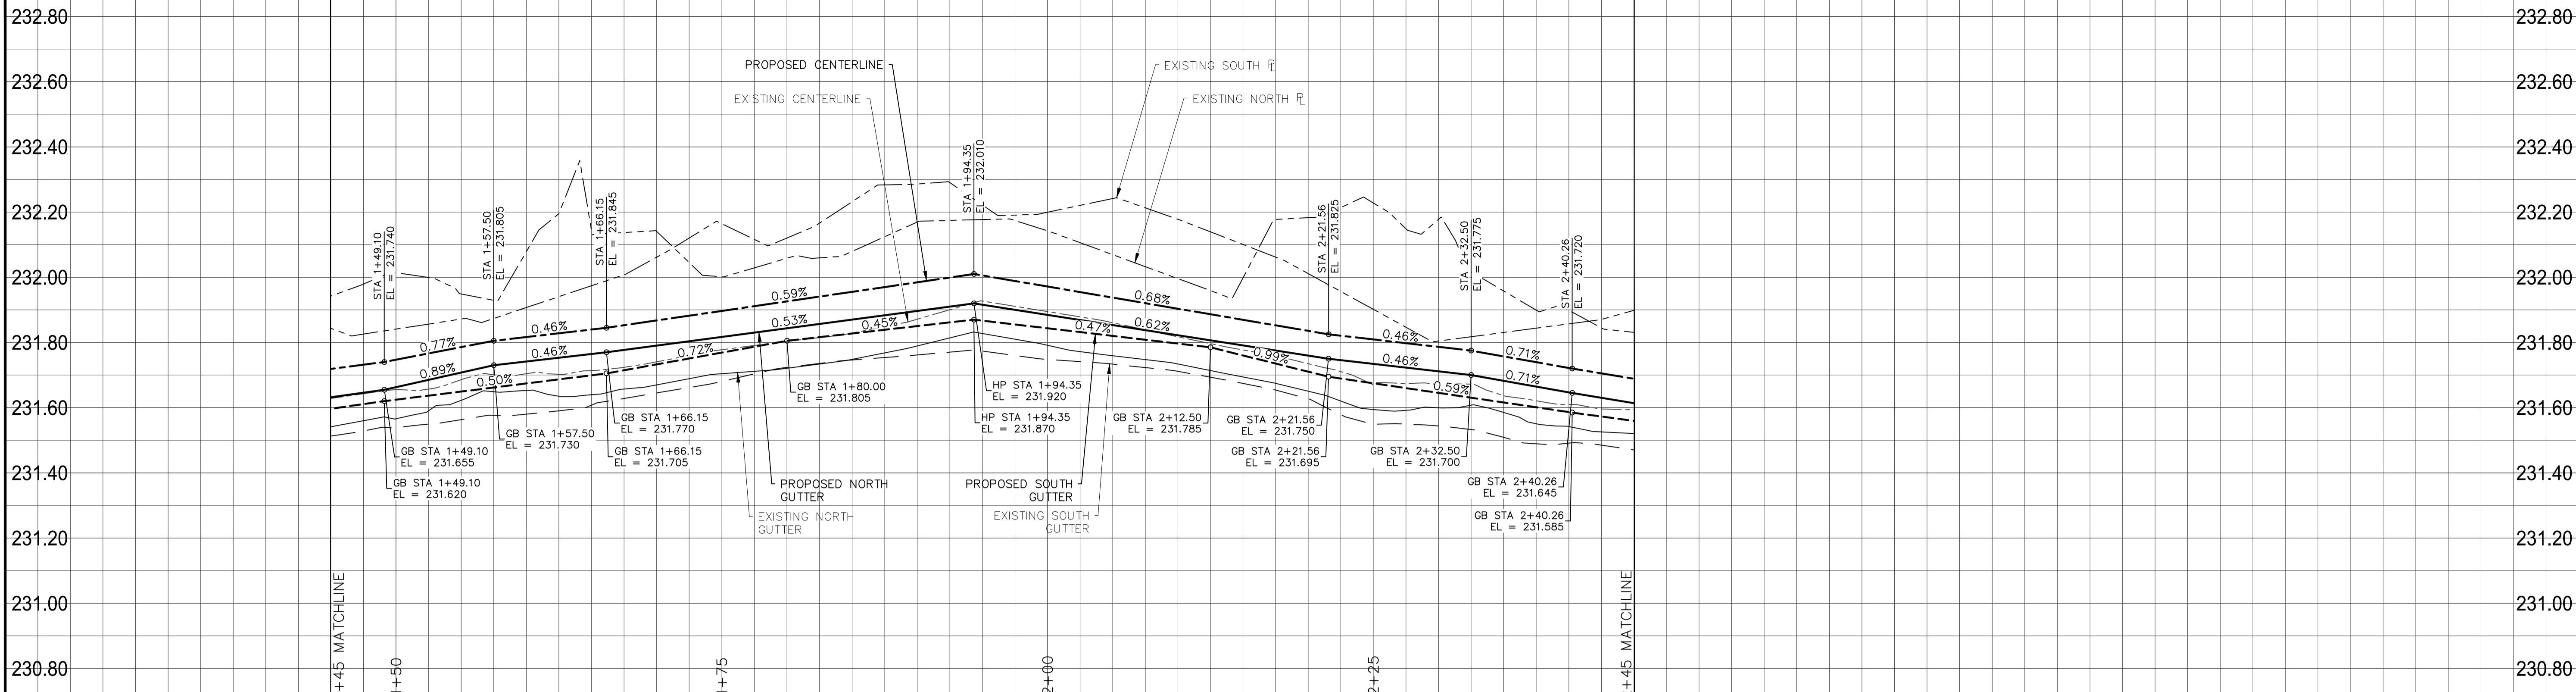 232.80
232.80
PROPOSED CENTERLINE
EXISTING SOUTH PL
232.60
232.60
EXISTING CENTERLINE
EXISTING NORTH PL
232.40
232.40
STA 1+94.35
EL = 232.010
232.20
232.20
STA 1+49.10
EL = 231.740
STA 1+57.50
EL = 231.805
STA 1+66.15
EL = 231.845
STA 2+21.56
EL = 231.825
STA 2+32.50
EL = 231.775
STA 2+40.26
EL = 231.720
232.00
232.00
0.77%
0.46%
0.59%
0.68%
0.46%
0.71%
231.80
231.80
0.89%
0.46%
0.53%
0.62%
0.46%
0.71%
0.50%
0.72%
0.45%
0.47%
0.99%
0.59%
231.60
231.60
GB STA 1+80.00
EL = 231.805
HP STA 1+94.35
EL = 231.920
HP STA 1+94.35
EL = 231.870
GB STA 2+12.50
EL = 231.785
GB STA 1+66.15
EL = 231.770
GB STA 2+21.56
EL = 231.750
GB STA 1+57.50
EL = 231.730
GB STA 1+49.10
EL = 231.655
GB STA 1+66.15
EL = 231.705
GB STA 2+21.56
EL = 231.695
GB STA 2+32.50
EL = 231.700
231.40
231.40
GB STA 1+49.10
EL = 231.620
PROPOSED NORTH
GUTTER
PROPOSED SOUTH
GUTTER
GB STA 2+40.26
EL = 231.645
EXISTING NORTH
GUTTER
EXISTING SOUTH
GUTTER
GB STA 2+40.26
EL = 231.585
231.20
231.20
231.00
231.00
+45 MATCHLINE
+45 MATCHLINE
230.80
230.80
+50
+75
2+00
2+25